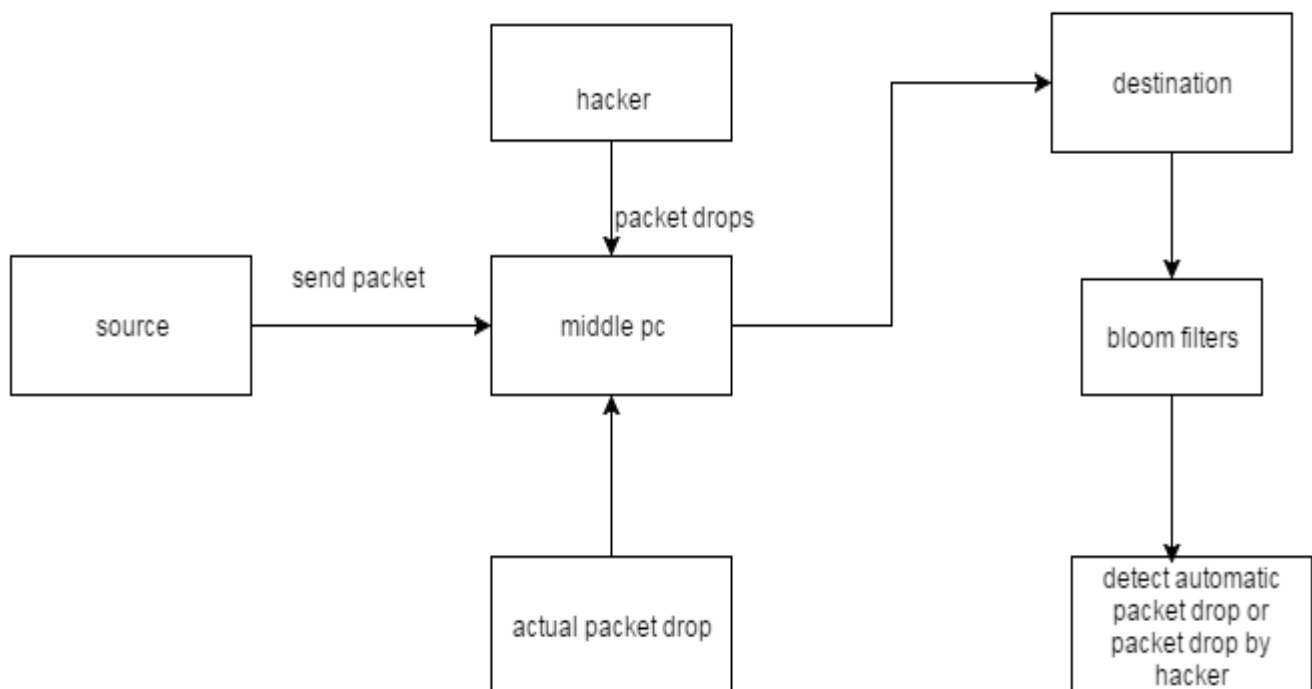 hacker
destination
packet drops
send packet
source
middle pc
bloom filters
actual packet drop
detect automatic
packet drop or
packet drop by
hacker